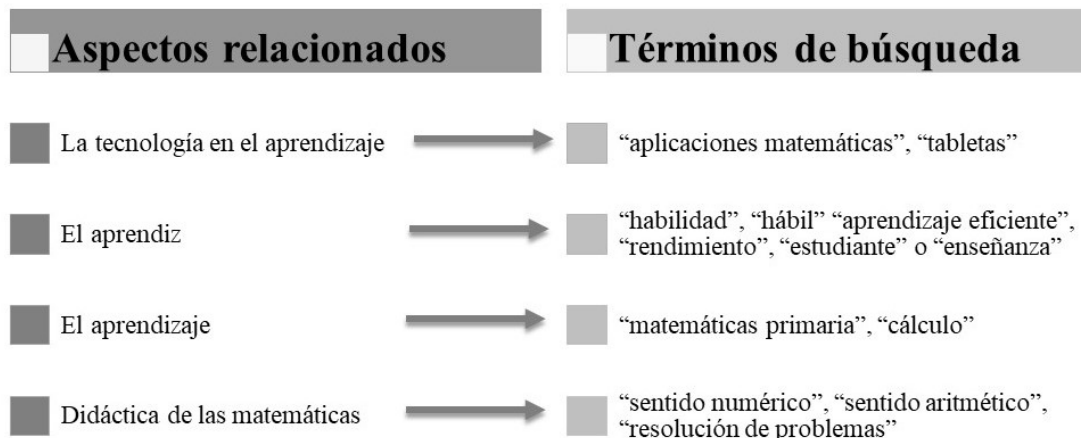 Aspectos relacionados
Términos de búsqueda
La tecnología en el aprendizaje
“aplicaciones matemáticas”, “tabletas”
El aprendiz
“habilidad”, “hábil” “aprendizaje eficiente”,
“rendimiento”, “estudiante” o “enseñanza”
El aprendizaje
“matemáticas primaria”, “cálculo”
Didáctica de las matemáticas
“sentido numérico”, “sentido aritmético”,
“resolución de problemas”